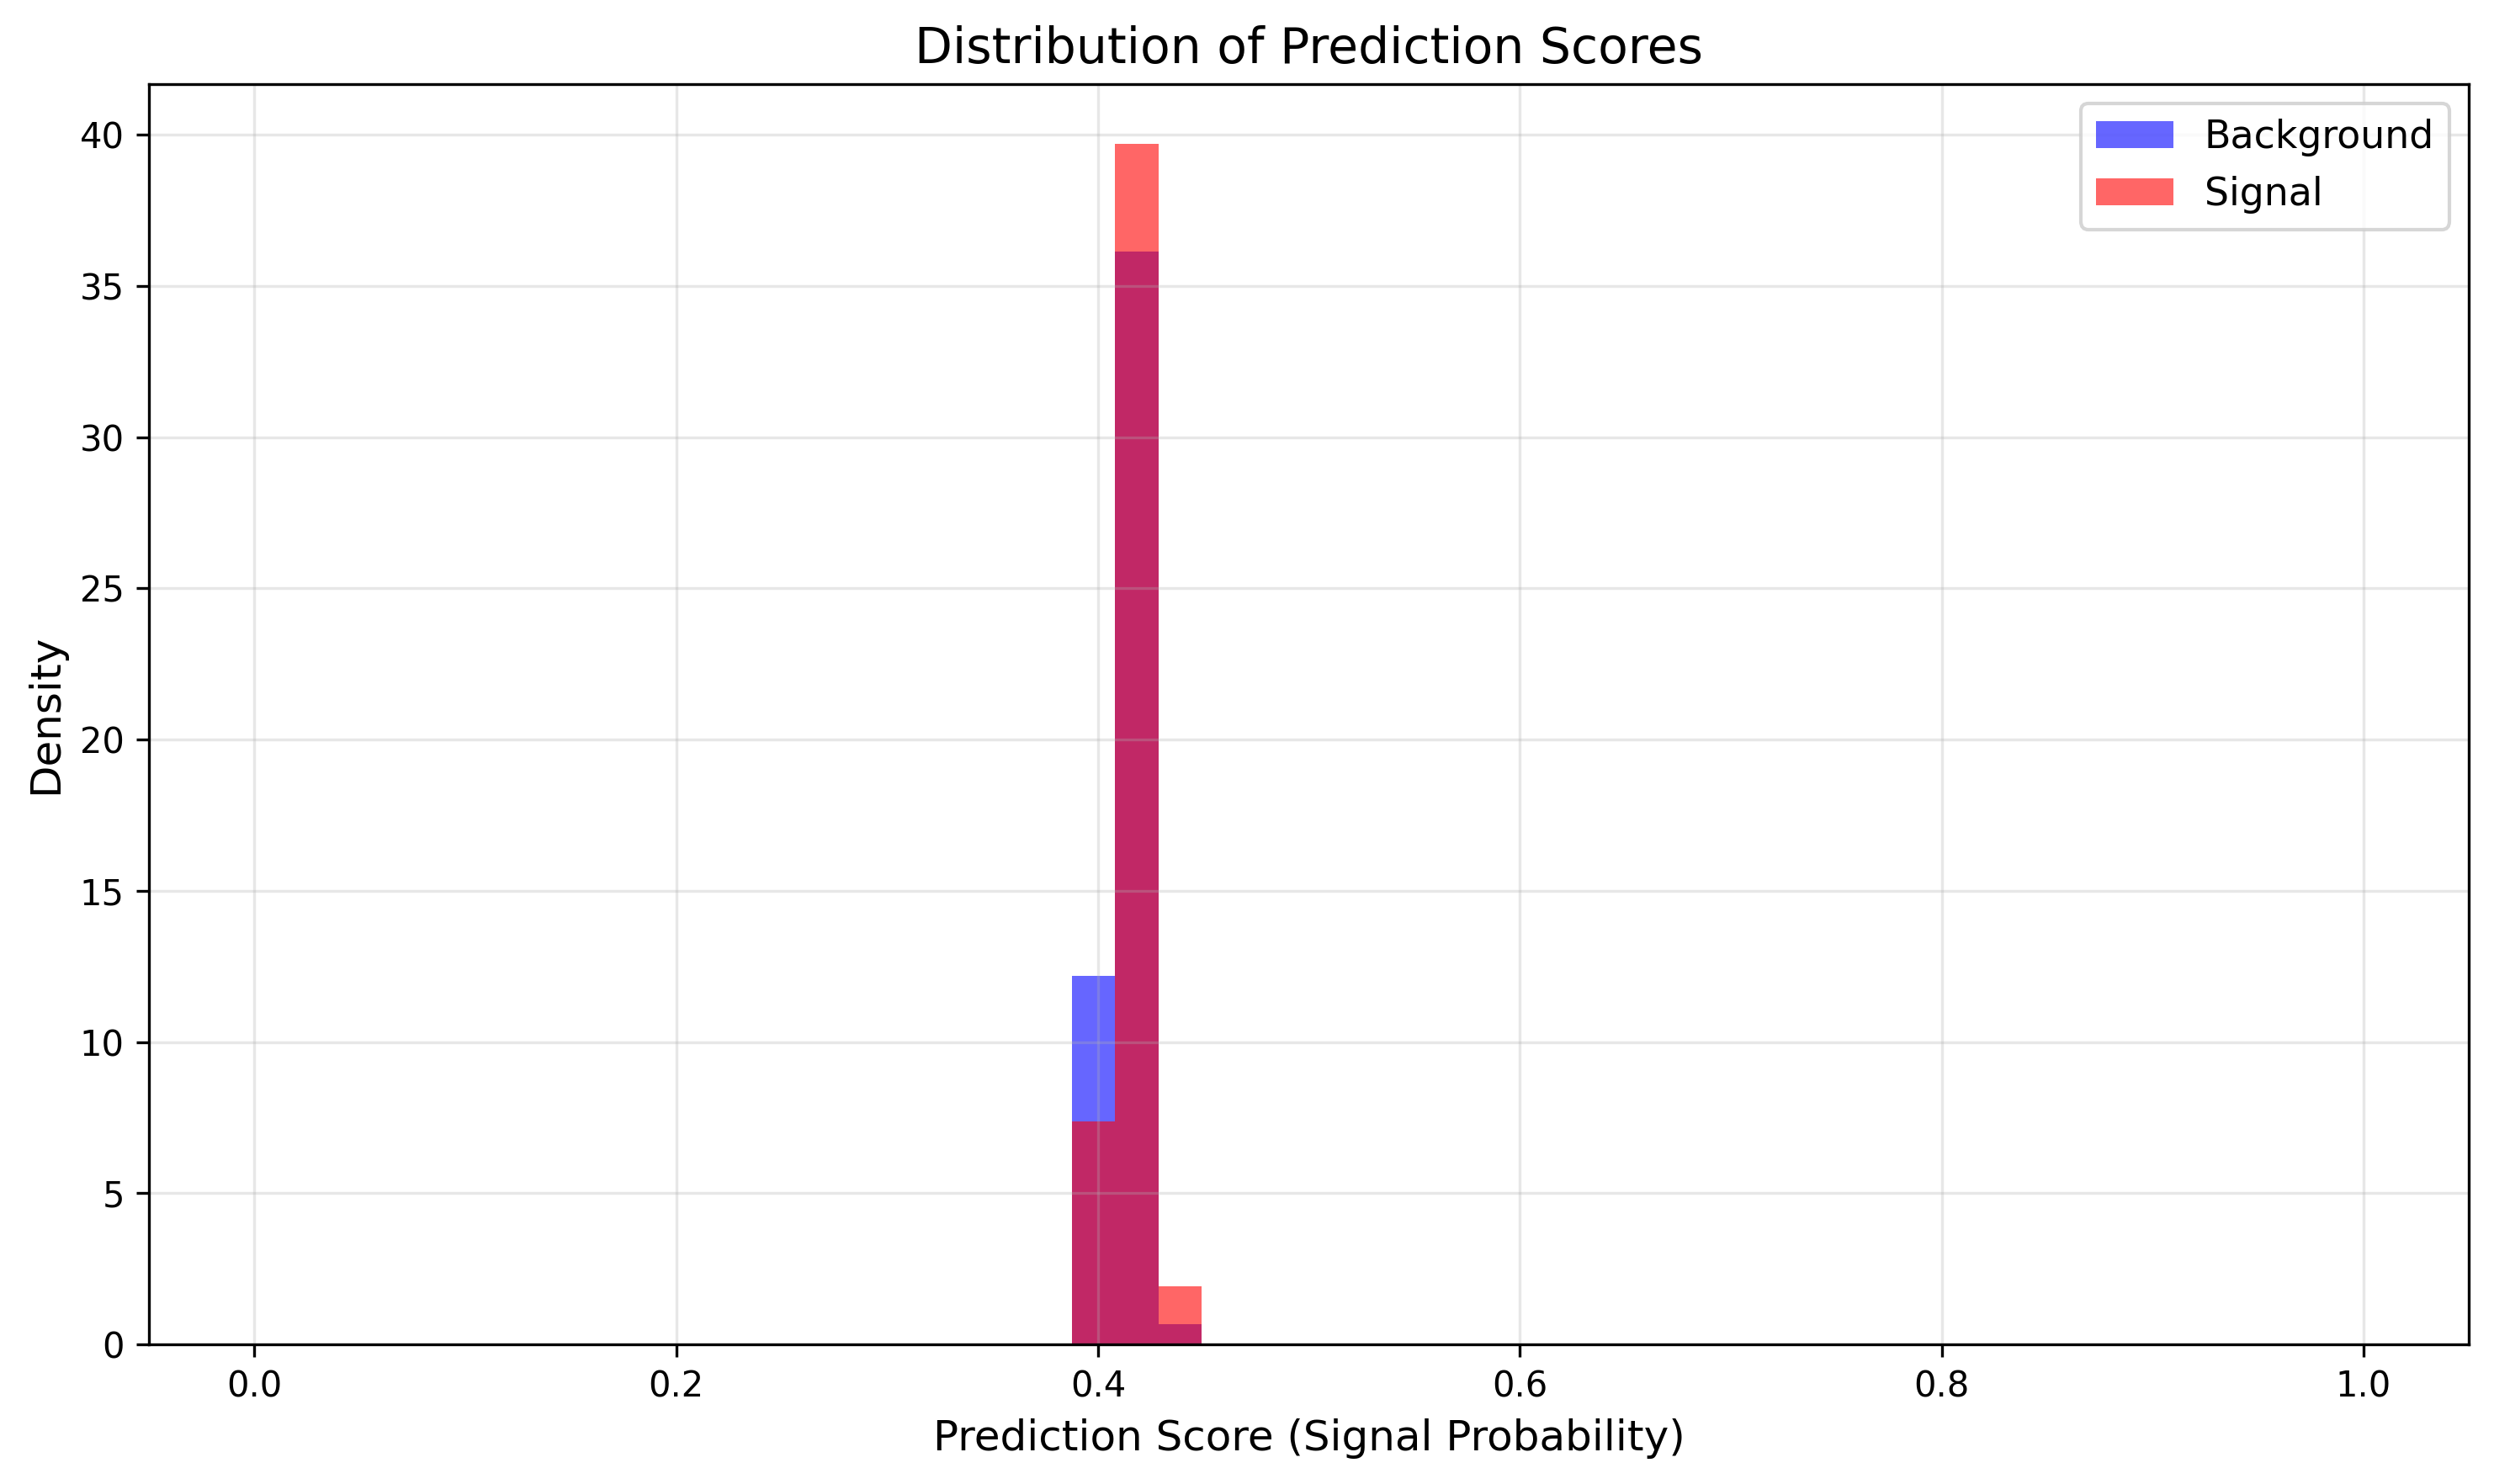 Distribution of Prediction Scores
Background
Signal
Density
40
35
30
25
20
15
10
5
0
0.0 0.2 0.4 0.6 0.8 1.0
Prediction Score (Signal Probability)